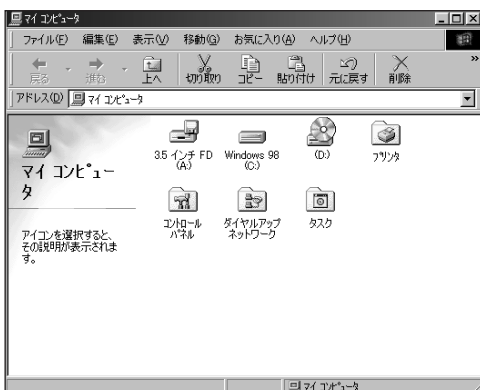 マイ コンピュータ
ファイル(F) 編集(E) 表示(V) 移動(G) お気に入り(A) ヘルプ(H)
戻る 進む 上へ 切り取り コピー 貼り付け 元に戻す 削除 »
アドレス(D) マイ コンピュータ
マイ コンピュー
タ
アイコンを選択すると、
その説明が表示されま
す。
3.5 インチ FD
(A:)
Windows 98
(C:)
(D:)
プリンタ
コントロール
パネル
ダイヤルアップ
ネットワーク
タスク
マイ コンピュータ